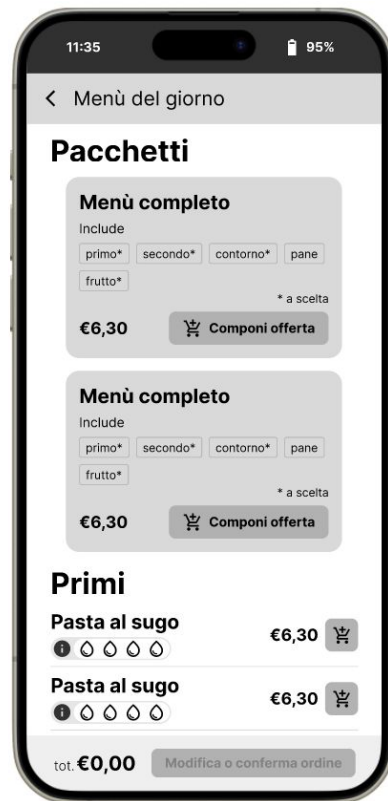 11:35 95%
Menù del giorno
Pacchetti
Menù completo
Include
primo* secondo* contorno* pane
frutto*
* a scelta
€6,30 Componi offerta
Menù completo
Include
primo* secondo* contorno* pane
frutto*
* a scelta
€6,30 Componi offerta
Primi
Pasta al sugo
€6,30
Pasta al sugo
€6,30
tot. €0,00 Modifica o conferma ordine